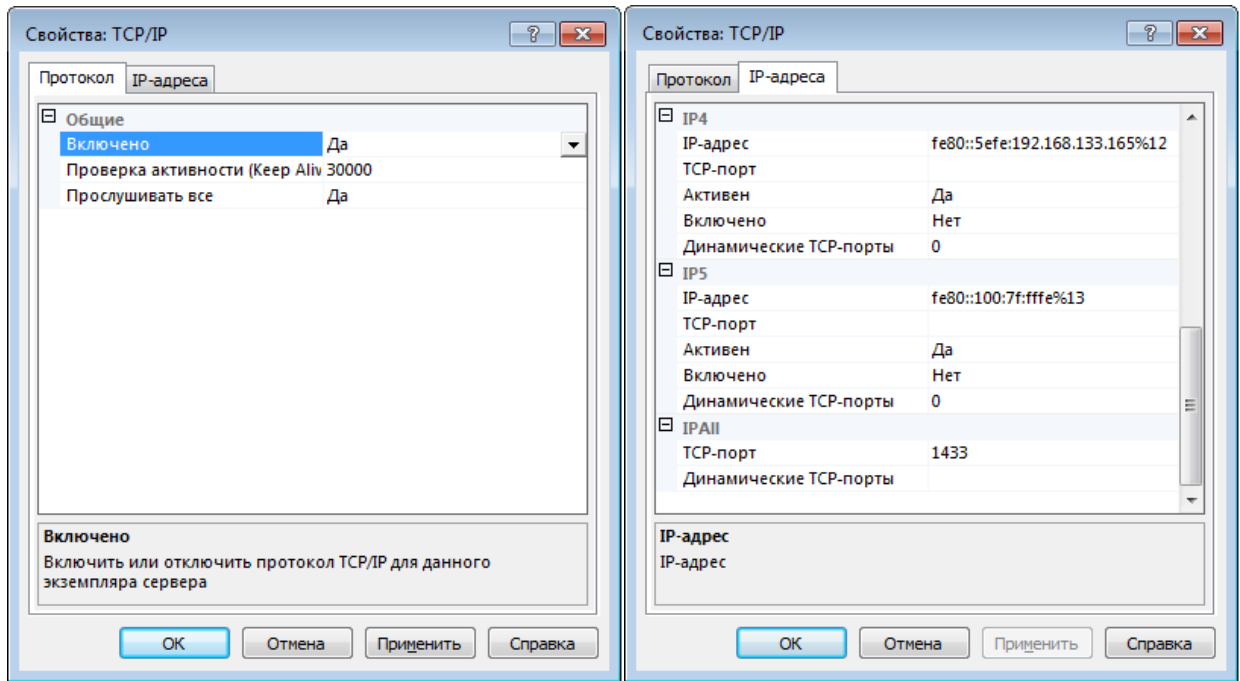 Свойства: TCP/IP
Протокол IP-адреса
Общие
Включено Да
Проверка активности (Keep Aliv 30000
Прослушивать все Да
Включено
Включить или отключить протокол TCP/IP для данного
экземпляра сервера
ОК Отмена Применить Справка
Свойства: TCP/IP
Протокол IP-адреса
IP4
IP-адрес fe80::5efe:192.168.133.165%12
TCP-порт
Активен Да
Включено Нет
Динамические TCP-порты 0
IP5
IP-адрес fe80::100:7f:fffe%13
TCP-порт
Активен Да
Включено Нет
Динамические TCP-порты 0
IPAll
TCP-порт 1433
Динамические TCP-порты
IP-адрес
IP-адрес
ОК Отмена Применить Справка